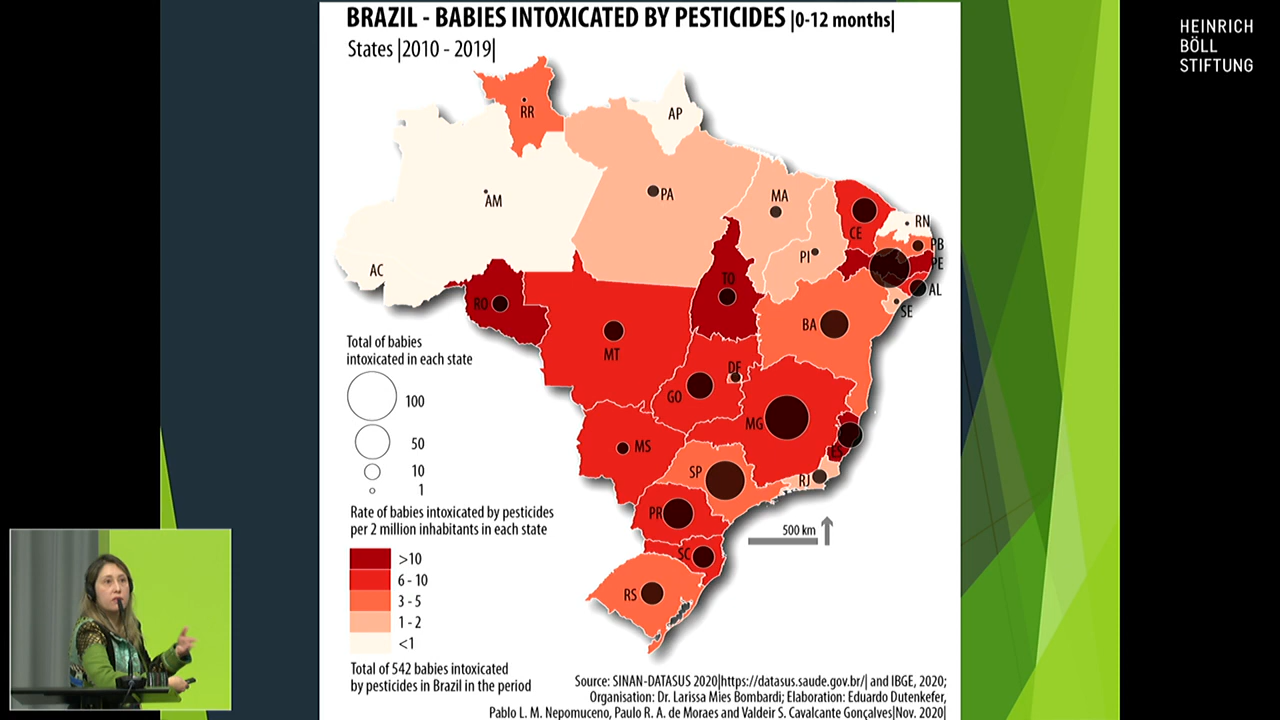 BRAZIL - BABIES INTOXICATED BY PESTICIDES |0-12 months|
States |2010 - 2019|
HEINRICH
BÖLL
STIFTUNG
RR
AP
AM
PA
MA
CE
RN
PB
PE
PI
AL
SE
AC
RO
TO
BA
MT
DF
GO
MG
ES
MS
SP
RJ
PR
SC
RS
500 km
Total of babies
intoxicated in each state
100
50
10
1
Rate of babies intoxicated by pesticides
per 2 million inhabitants in each state
>10
6 - 10
3 - 5
1 - 2
<1
Total of 542 babies intoxicated
by pesticides in Brazil in the period
Source: SINAN-DATASUS 2020|https://datasus.saude.gov.br/| and IBGE, 2020;
Organisation: Dr. Larissa Mies Bombardi; Elaboration: Eduardo Dutenkefer,
Pablo L. M. Nepomuceno, Paulo R. A. de Moraes and Valdeir S. Cavalcante Gonçalves|Nov. 2020|